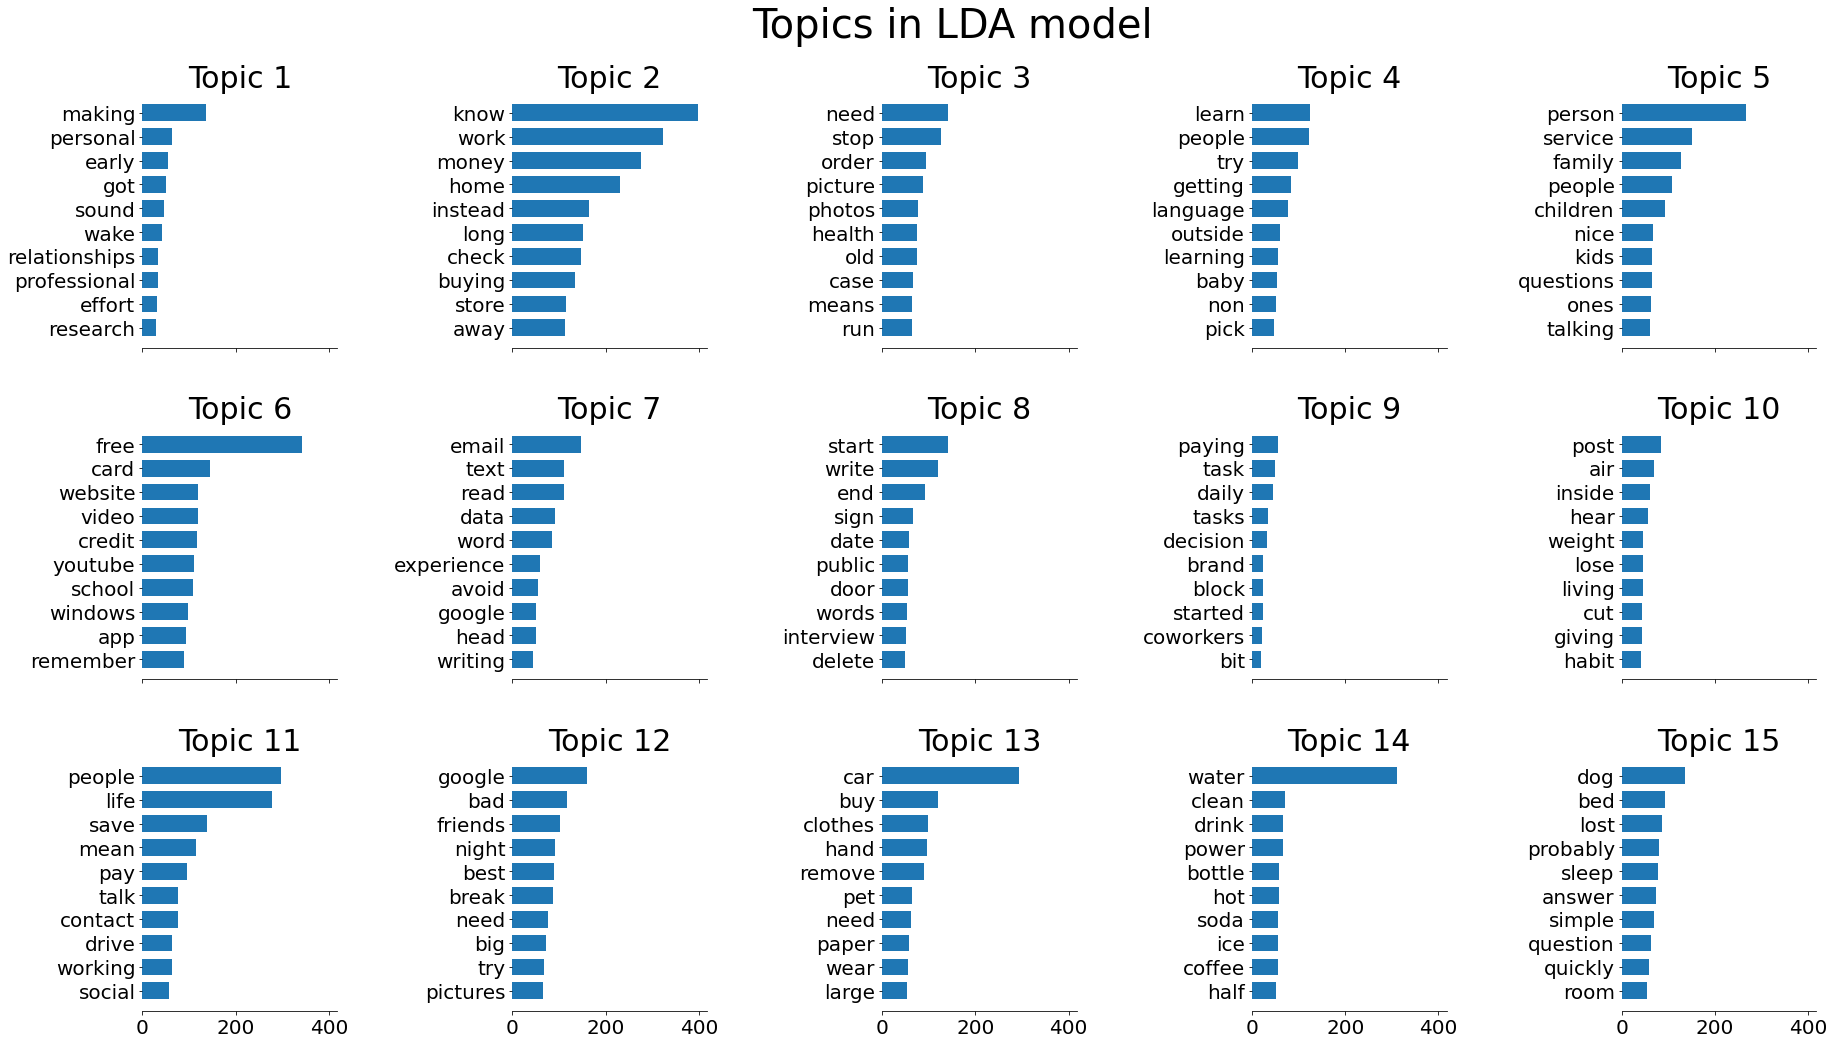 Topics in LDA model
Topic 1
making
personal
early
got
sound
wake
relationships
professional
effort
research
Topic 2
know
work
money
home
instead
long
check
buying
store
away
Topic 3
need
stop
order
picture
photos
health
old
case
means
run
Topic 4
learn
people
try
getting
language
outside
learning
baby
non
pick
Topic 5
person
service
family
people
children
nice
kids
questions
ones
talking
Topic 6
free
card
website
video
credit
youtube
school
windows
app
remember
Topic 7
email
text
read
data
word
experience
avoid
google
head
writing
Topic 8
start
write
end
sign
date
public
door
words
interview
delete
Topic 9
paying
task
daily
tasks
decision
brand
block
started
coworkers
bit
Topic 10
post
air
inside
hear
weight
lose
living
cut
giving
habit
Topic 11
people
life
save
mean
pay
talk
contact
drive
working
social
0 200 400
Topic 12
google
bad
friends
night
best
break
need
big
try
pictures
0 200 400
Topic 13
car
buy
clothes
hand
remove
pet
need
paper
wear
large
0 200 400
Topic 14
water
clean
drink
power
bottle
hot
soda
ice
coffee
half
0 200 400
Topic 15
dog
bed
lost
probably
sleep
answer
simple
question
quickly
room
0 200 400